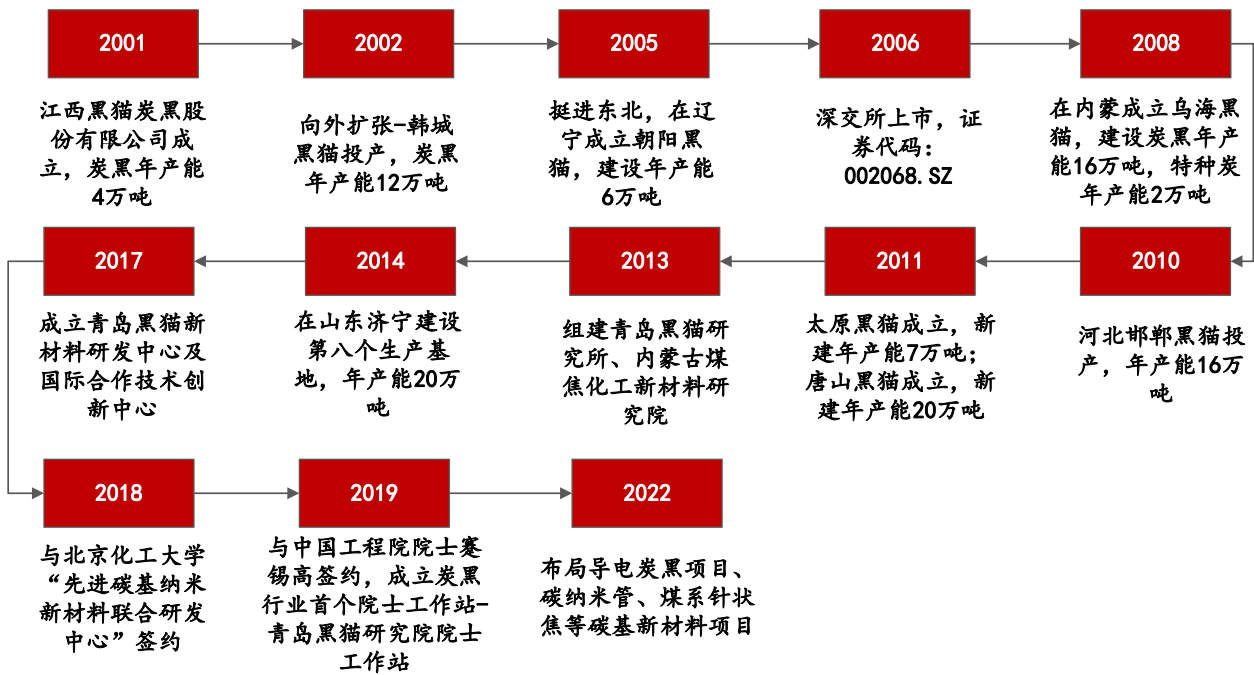 2001
江西黑猫炭黑股
份有限公司成
立，炭黑年产能
4万吨
2002
向外扩张-韩城
黑猫投产，炭黑
年产能12万吨
2005
挺进东北，在辽
宁成立朝阳黑
猫，建设年产能
6万吨
2006
深交所上市，证
券代码：
002068.SZ
2008
在内蒙成立乌海黑
猫，建设炭黑年产
能16万吨，特种炭
年产能2万吨
2010
河北邯郸黑猫投
产，年产能16万
吨
2011
太原黑猫成立，新
建年产能7万吨；
唐山黑猫成立，新
建年产能20万吨
2013
组建青岛黑猫研
究所、内蒙古煤
焦化工新材料研
究院
2014
在山东济宁建设
第八个生产基
地，年产能20万
吨
2017
成立青岛黑猫新
材料研发中心及
国际合作技术创
新中心
2018
与北京化工大学
“先进碳基纳米
新材料联合研发
中心”签约
2019
与中国工程院院士蹇
锡高签约，成立炭黑
行业首个院士工作站-
青岛黑猫研究院院士
工作站
2022
布局导电炭黑项目、
碳纳米管、煤系针状
焦等碳基新材料项目